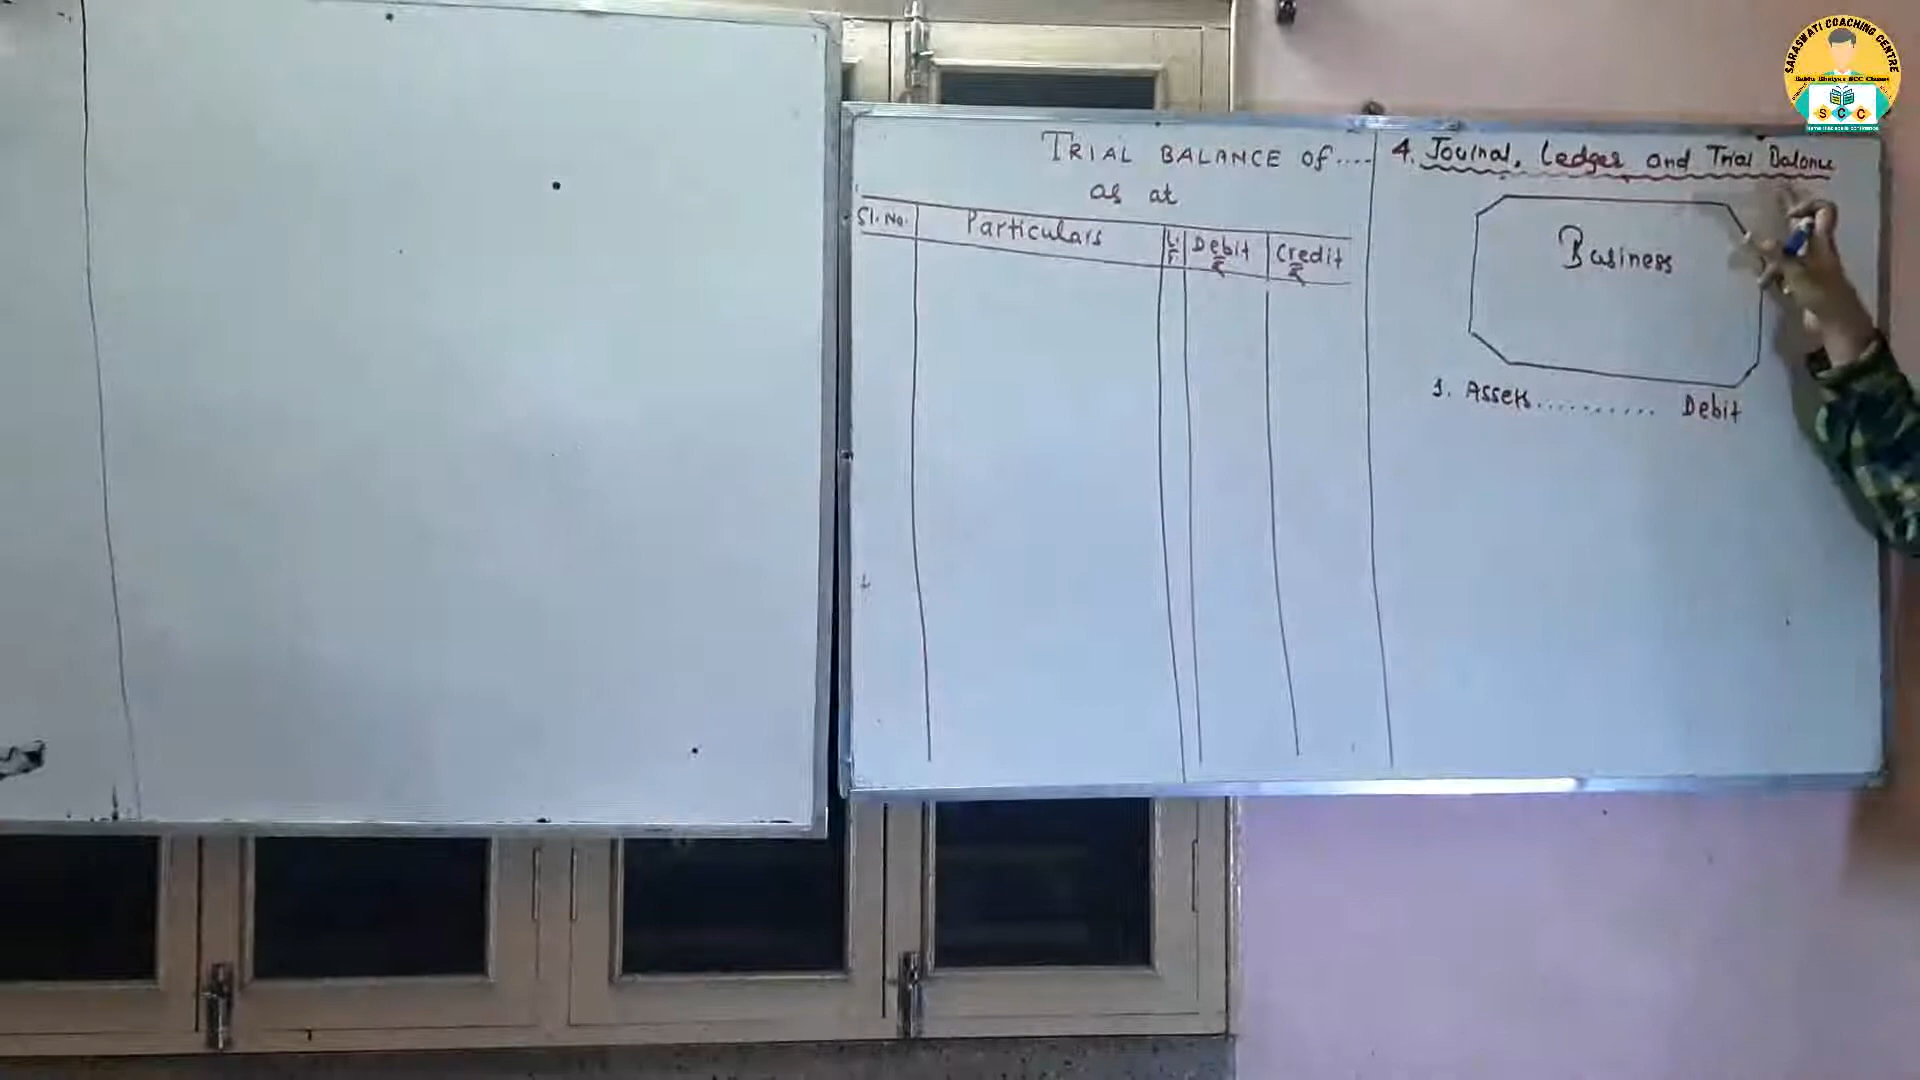 TRIAL BALANCE OF....
as at
Sl. No. Particulars L.F. Debit ₹ Credit ₹
4. Journal, Ledger and Trial Balance
Business
1. Assets.......... Debit
SARASWATI COACHING CENTRE
S C C